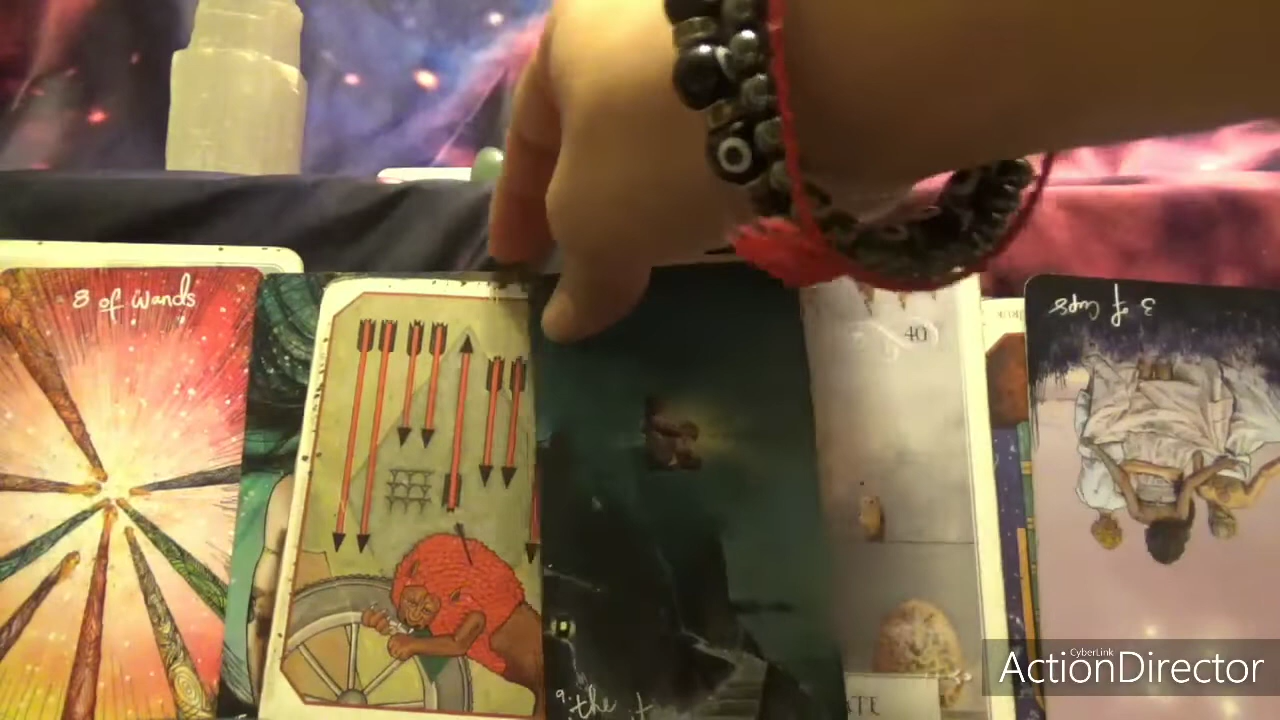 8 of Wands
40
3 of Cups
9. the
CyberLink
ActionDirector